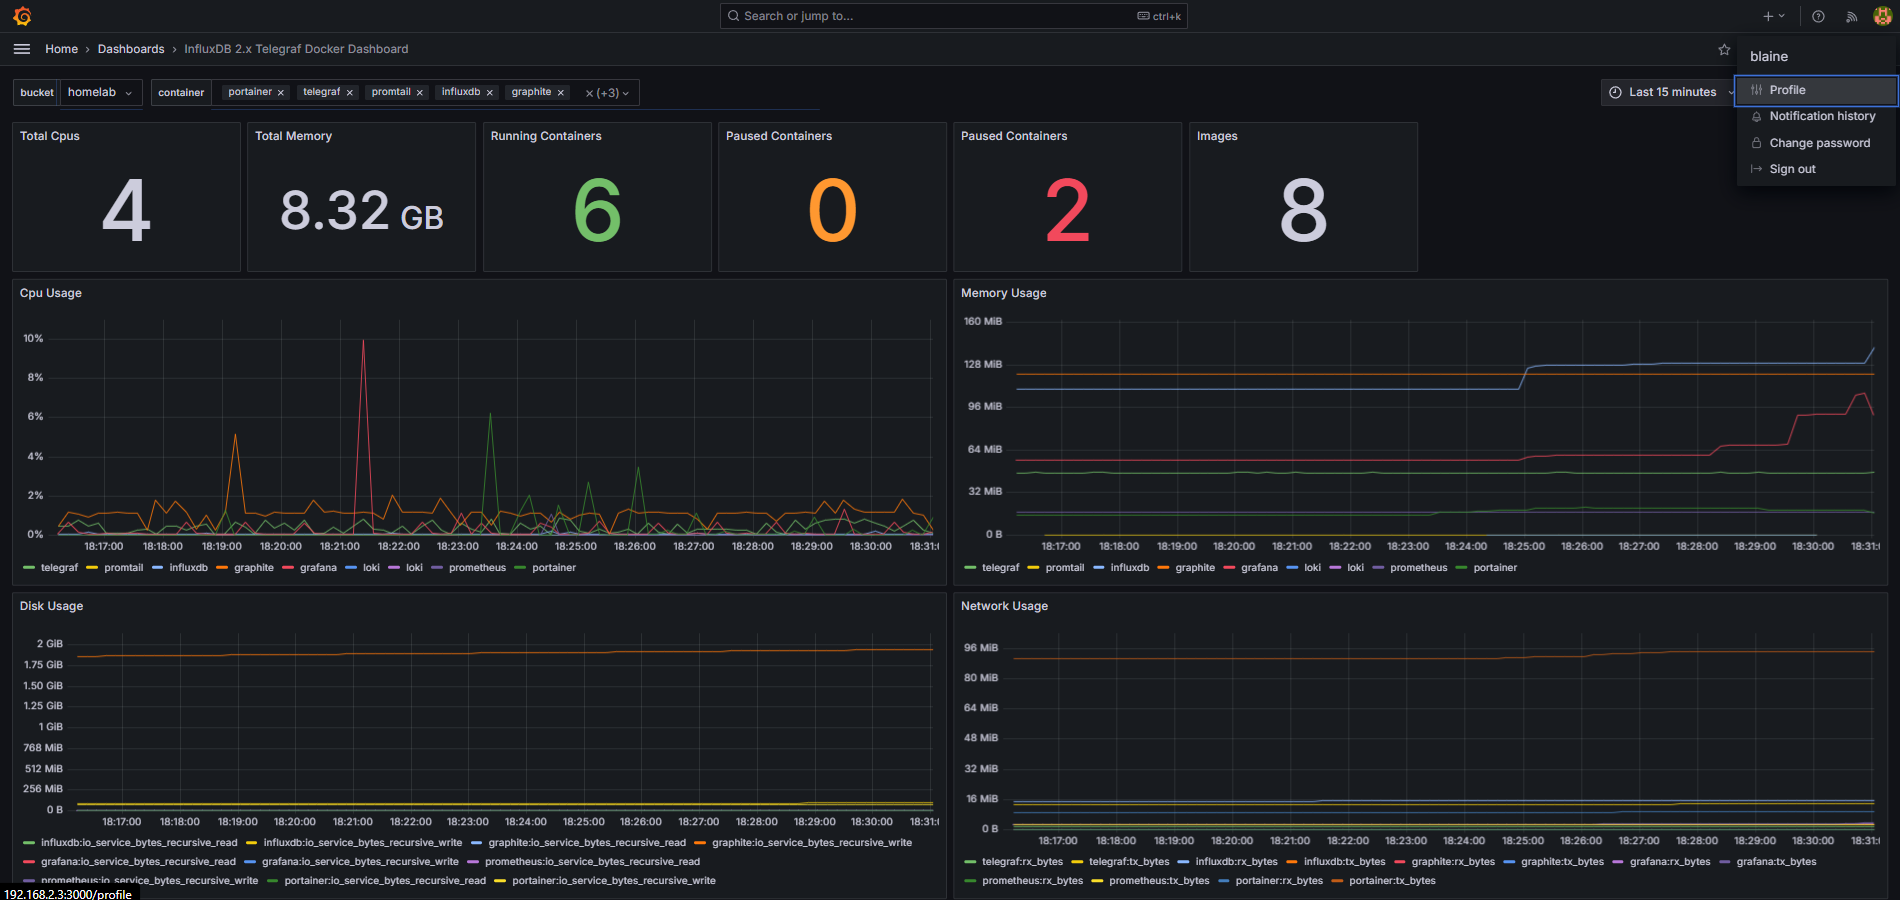 Search or jump to... ctrl+k
Home › Dashboards › InfluxDB 2.x Telegraf Docker Dashboard
blaine
Profile
Notification history
Change password
Sign out
bucket homelab container portainer × telegraf × promtail × influxdb × graphite × × (+3) Last 15 minutes
Total Cpus
4
Total Memory
8.32 GB
Running Containers
6
Paused Containers
0
Paused Containers
2
Images
8
Cpu Usage
10%
8%
6%
4%
2%
0%
18:17:00 18:18:00 18:19:00 18:20:00 18:21:00 18:22:00 18:23:00 18:24:00 18:25:00 18:26:00 18:27:00 18:28:00 18:29:00 18:30:00 18:31:
telegraf promtail influxdb graphite grafana loki loki prometheus portainer
Memory Usage
160 MiB
128 MiB
96 MiB
64 MiB
32 MiB
0 B
18:17:00 18:18:00 18:19:00 18:20:00 18:21:00 18:22:00 18:23:00 18:24:00 18:25:00 18:26:00 18:27:00 18:28:00 18:29:00 18:30:00 18:31:
telegraf promtail influxdb graphite grafana loki loki prometheus portainer
Disk Usage
2 GiB
1.75 GiB
1.50 GiB
1.25 GiB
1 GiB
768 MiB
512 MiB
256 MiB
0 B
18:17:00 18:18:00 18:19:00 18:20:00 18:21:00 18:22:00 18:23:00 18:24:00 18:25:00 18:26:00 18:27:00 18:28:00 18:29:00 18:30:00 18:31:
influxdb:io_service_bytes_recursive_read influxdb:io_service_bytes_recursive_write graphite:io_service_bytes_recursive_read graphite:io_service_bytes_recursive_write
grafana:io_service_bytes_recursive_read grafana:io_service_bytes_recursive_write prometheus:io_service_bytes_recursive_read
prometheus:io_service_bytes_recursive_write portainer:io_service_bytes_recursive_read portainer:io_service_bytes_recursive_write
Network Usage
96 MiB
80 MiB
64 MiB
48 MiB
32 MiB
16 MiB
0 B
18:17:00 18:18:00 18:19:00 18:20:00 18:21:00 18:22:00 18:23:00 18:24:00 18:25:00 18:26:00 18:27:00 18:28:00 18:29:00 18:30:00 18:31:
telegraf:rx_bytes telegraf:tx_bytes influxdb:rx_bytes influxdb:tx_bytes graphite:rx_bytes graphite:tx_bytes grafana:rx_bytes grafana:tx_bytes
prometheus:rx_bytes prometheus:tx_bytes portainer:rx_bytes portainer:tx_bytes
192.168.2.3:3000/profile